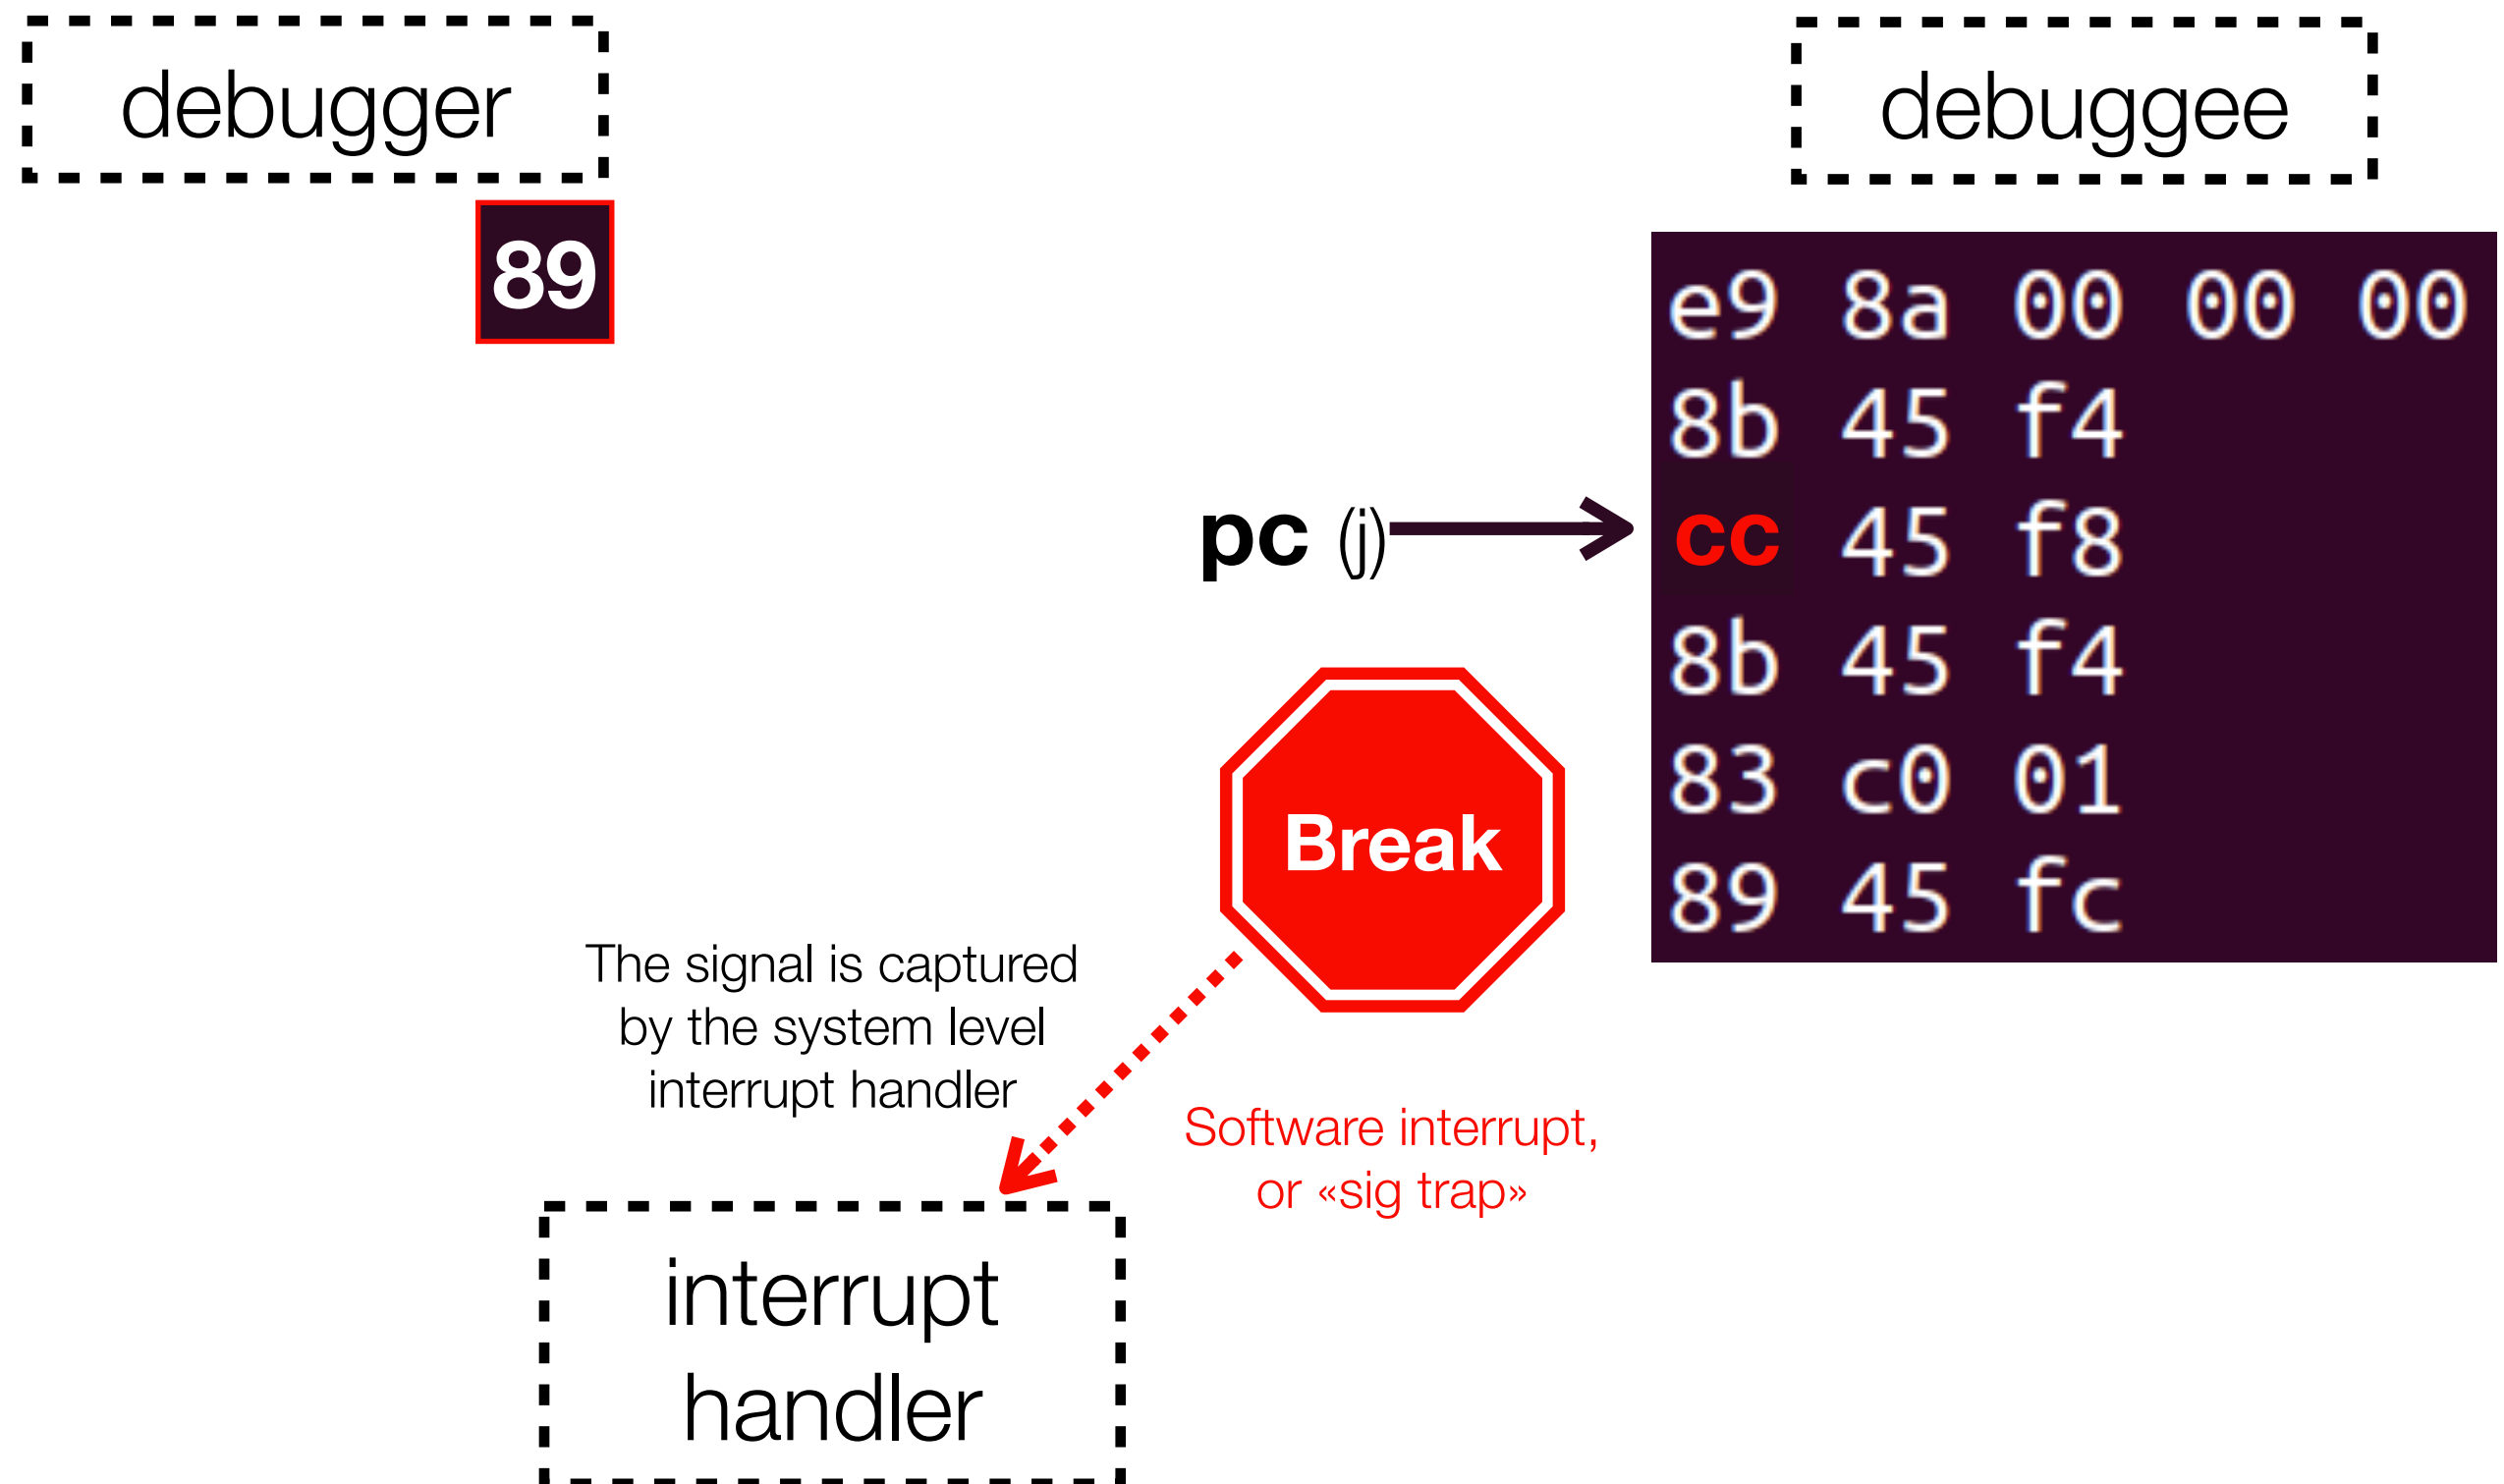 debugger
debuggee
89
e9 8a 00 00 00
8b 45 f4
pc (j)
cc 45 f8
8b 45 f4
83 c0 01
89 45 fc
Break
The signal is captured
by the system level
interrupt handler
Software interrupt,
or «sig trap»
interrupt
handler